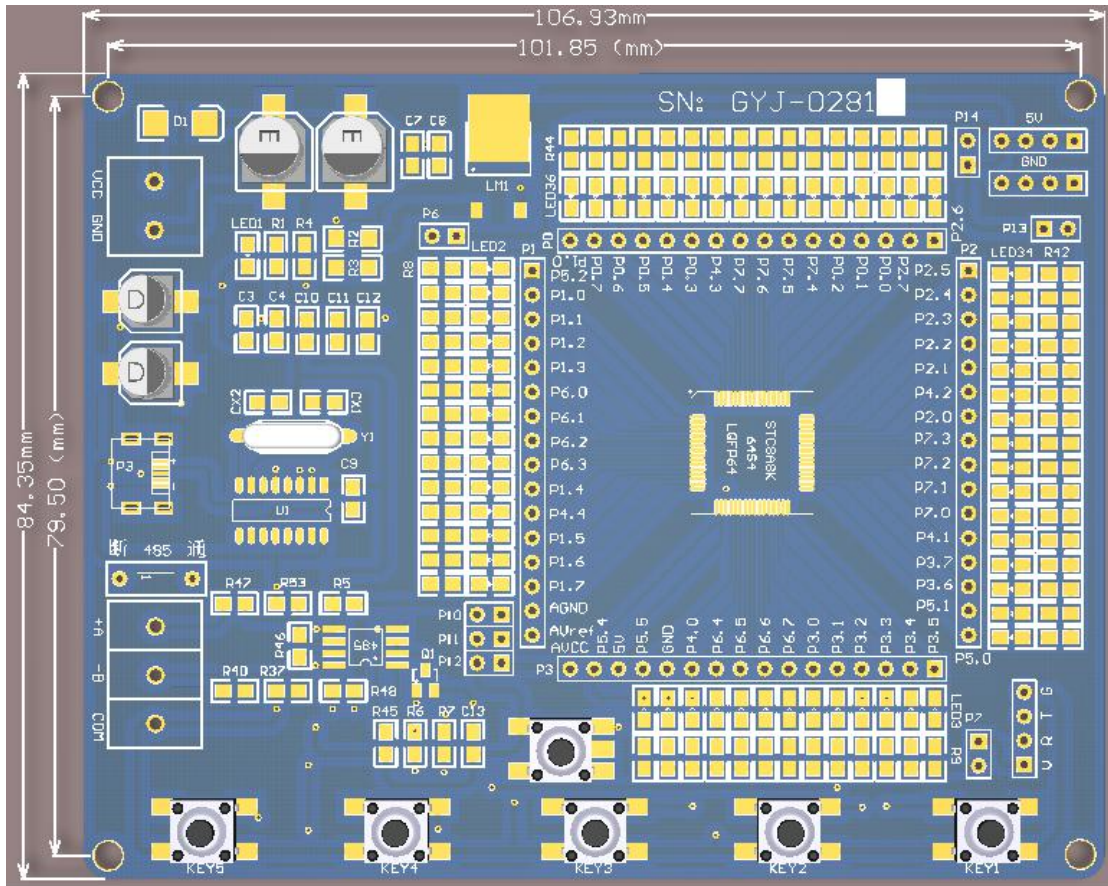 106.93mm
101.85 (mm)
84.35mm
79.50 (mm)
SN: GYJ-0281
D1
E
E
C7
C8
LM1
R44
LED36
P14
5V
GND
P13
VCC
GND
LED1
R1
R4
R2
R3
P6
R8
LED2
P1
P0
P2.6
P1.0
P0.7
P0.6
P0.5
P0.4
P0.3
P4.3
P7.7
P7.6
P7.5
P7.4
P0.2
P0.1
P0.0
P2.7
P2
LED34
R42
P5.2
P1.0
P1.1
P1.2
P1.3
P6.0
P6.1
P6.2
P6.3
P1.4
P4.4
P1.5
P1.6
P1.7
AGND
AVref
AVCC
P2.5
P2.4
P2.3
P2.2
P2.1
P4.2
P2.0
P7.3
P7.2
P7.1
P7.0
P4.1
P3.7
P3.6
P5.1
P5.0
D
D
C3
C4
C10
C11
C12
CX2
CX1
Y1
STC8A8K
64S4
LQFP64
P3
C9
U1
断 485 通
R47
R53
R5
+A
-B
COM
R46
485
R40
R37
R48
Q1
P10
P11
P12
P3
P5.4
5V
P5.5
GND
P4.0
P6.4
P6.5
P6.6
P6.7
P3.0
P3.1
P3.2
P3.3
P3.4
P3.5
R45
R6
R7
C13
LED3
R9
P7
G
T
R
V
KEY5
KEY4
KEY3
KEY2
KEY1